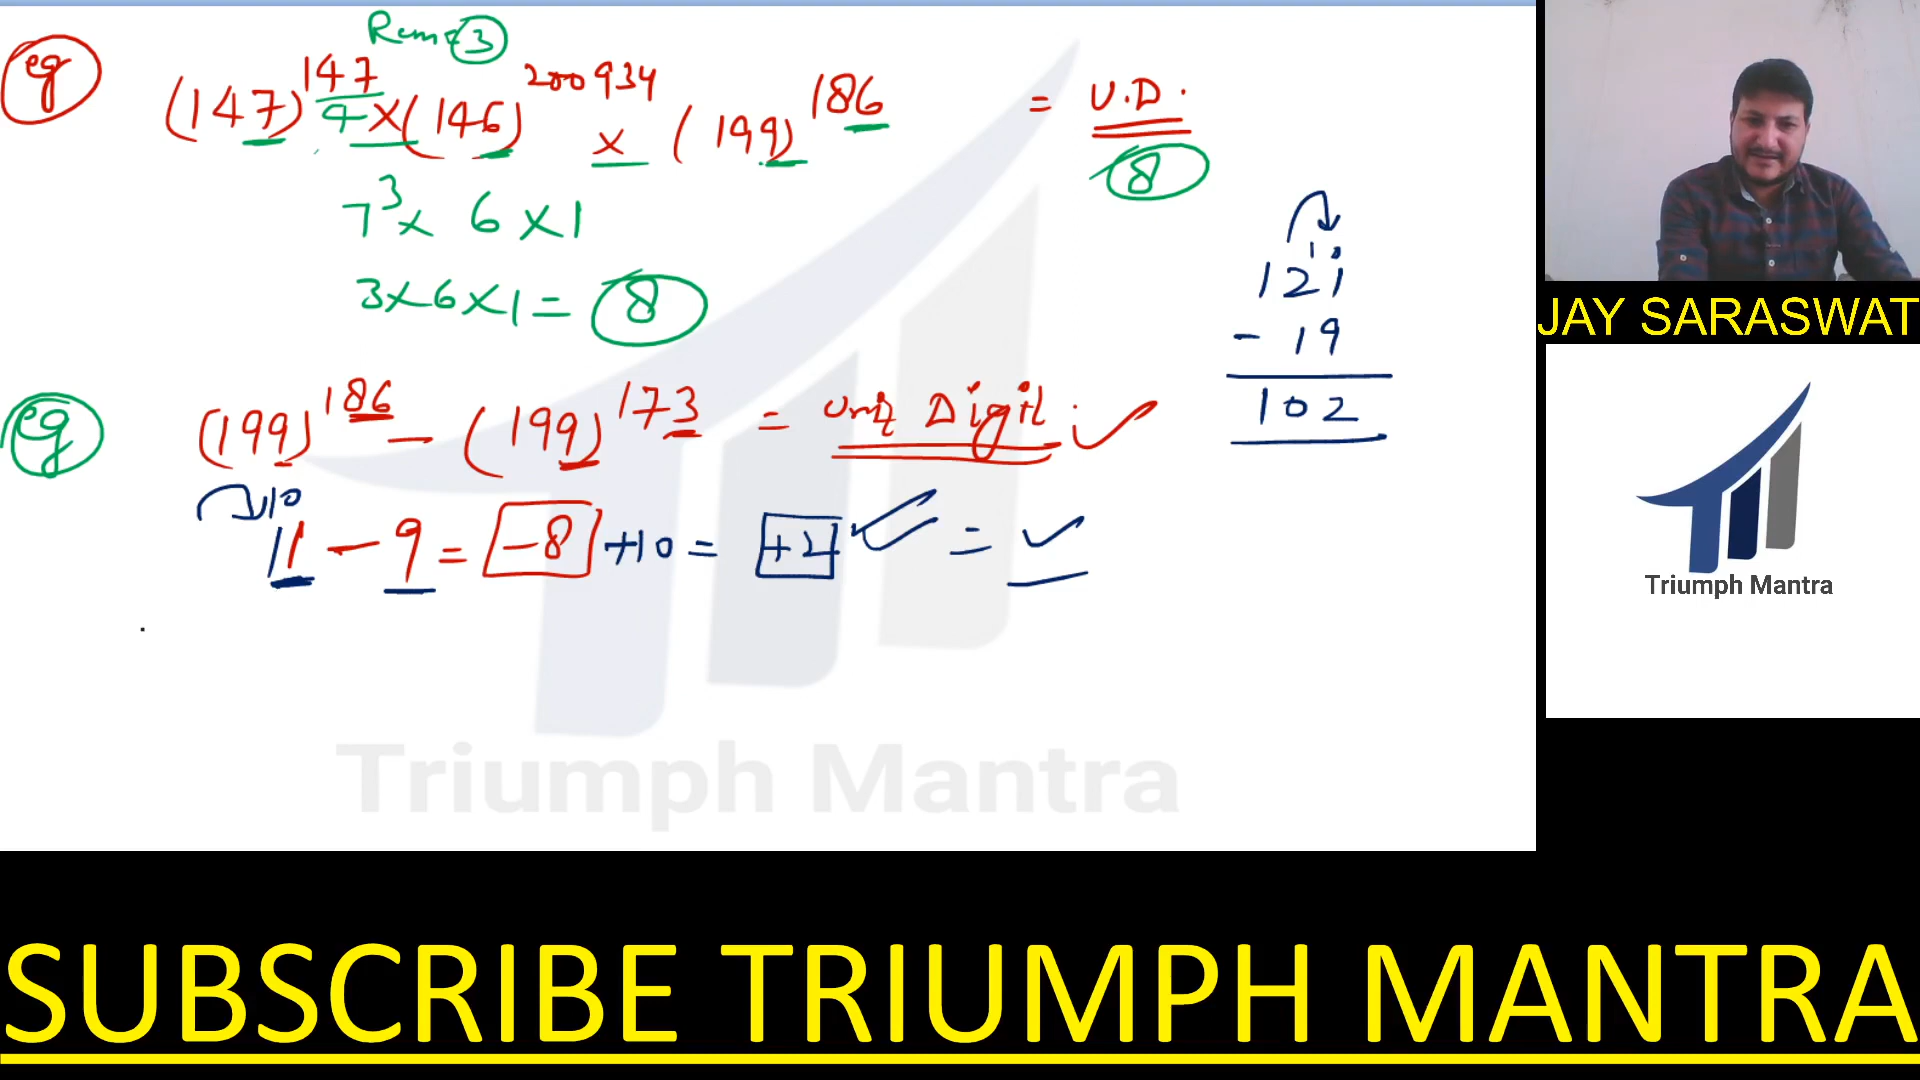 Rem = 3
eg (147)^147/4 × (146)^200934 × (199)^186 = U.D.
8
7^3 × 6 × 1
3 × 6 × 1 = 8
10
121
- 19
102
eg (199)^186 - (199)^173 = Unit Digit :
10
11 - 9 = -8 + 10 = +2 =
JAY SARASWAT
Triumph Mantra
Triumph Mantra
SUBSCRIBE TRIUMPH MANTRA